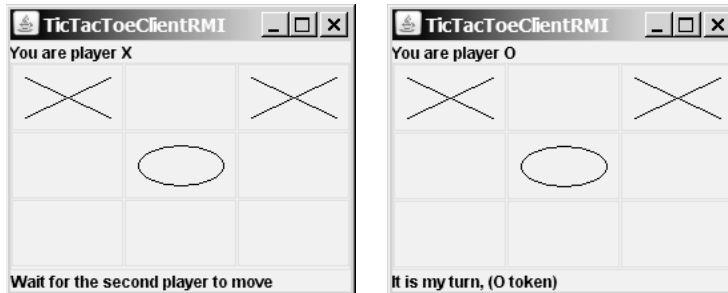 TicTacToeClientRMI
You are player X
Wait for the second player to move
TicTacToeClientRMI
You are player O
It is my turn, (O token)